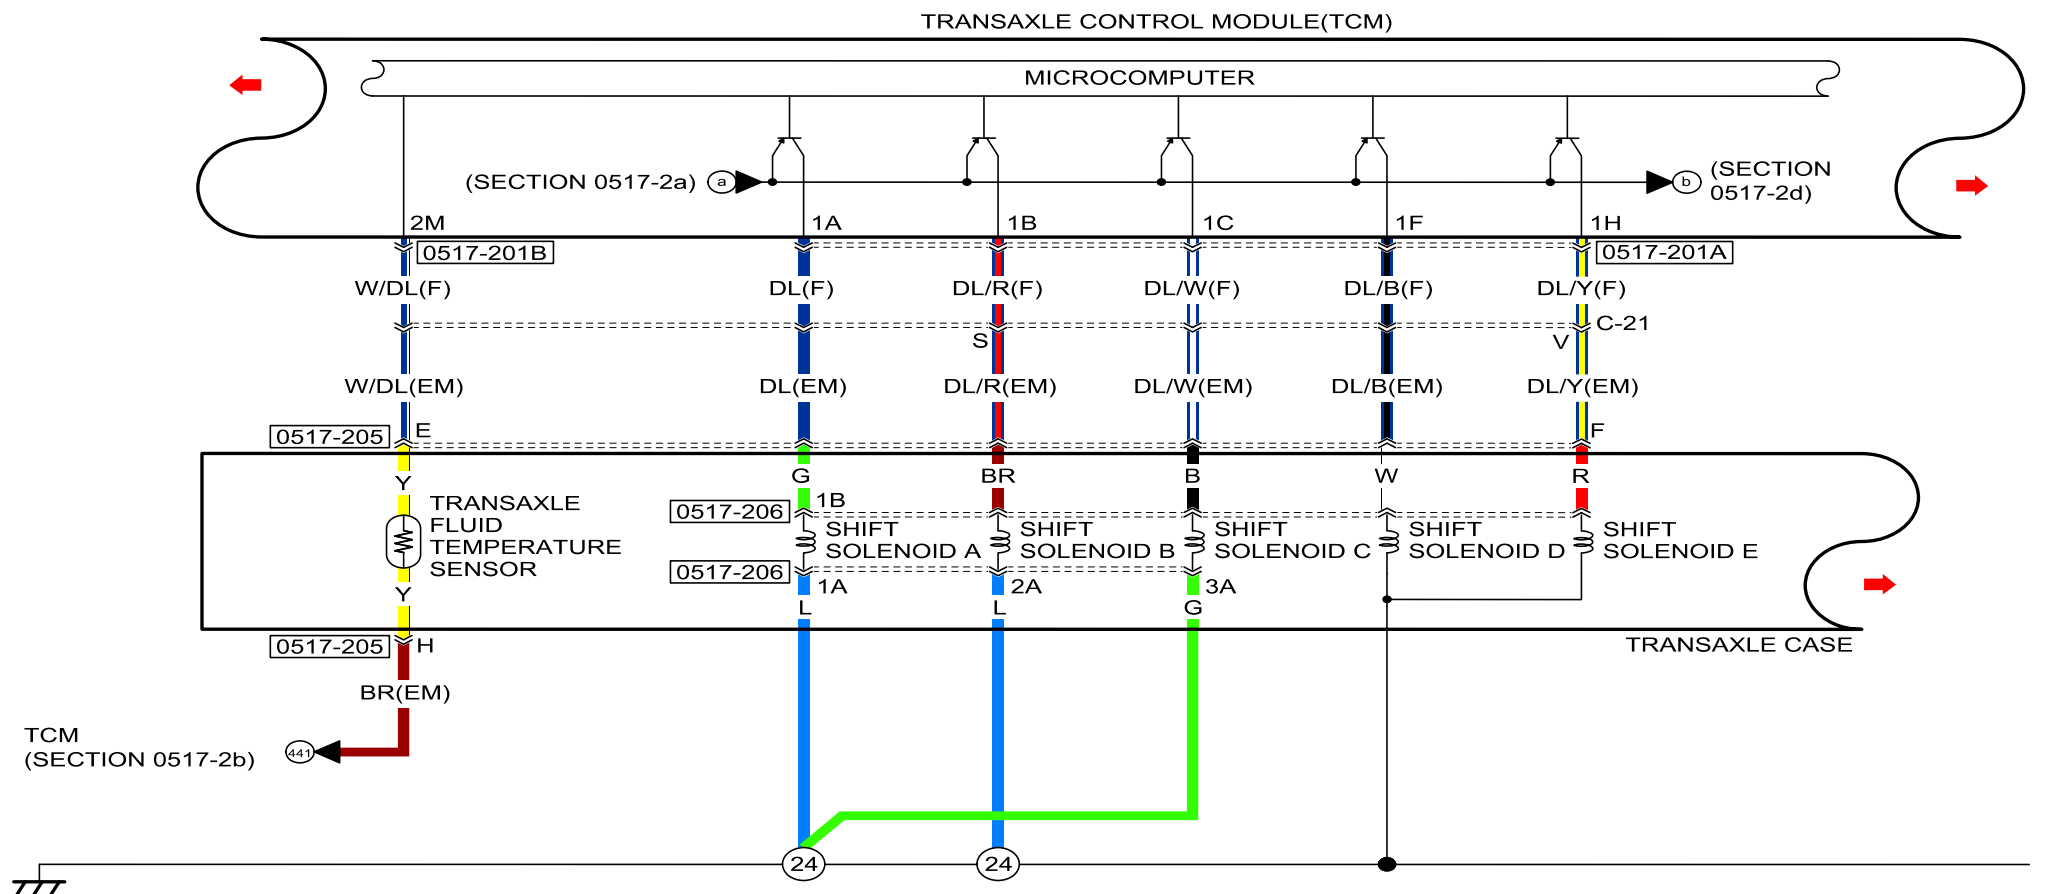 TRANSAXLE CONTROL MODULE(TCM)
MICROCOMPUTER
(SECTION 0517-2a)
a
b
(SECTION
0517-2d)
2M
1A
1B
1C
1F
1H
0517-201B
0517-201A
W/DL(F)
DL(F)
DL/R(F)
DL/W(F)
DL/B(F)
DL/Y(F)
C-21
S
V
W/DL(EM)
DL(EM)
DL/R(EM)
DL/W(EM)
DL/B(EM)
DL/Y(EM)
0517-205
E
F
Y
G
BR
B
W
R
TRANSAXLE
FLUID
TEMPERATURE
SENSOR
0517-206
1B
SHIFT
SOLENOID A
SHIFT
SOLENOID B
SHIFT
SOLENOID C
SHIFT
SOLENOID D
SHIFT
SOLENOID E
0517-206
1A
2A
3A
Y
L
L
G
0517-205
H
TRANSAXLE CASE
BR(EM)
TCM
(SECTION 0517-2b)
441
24
24